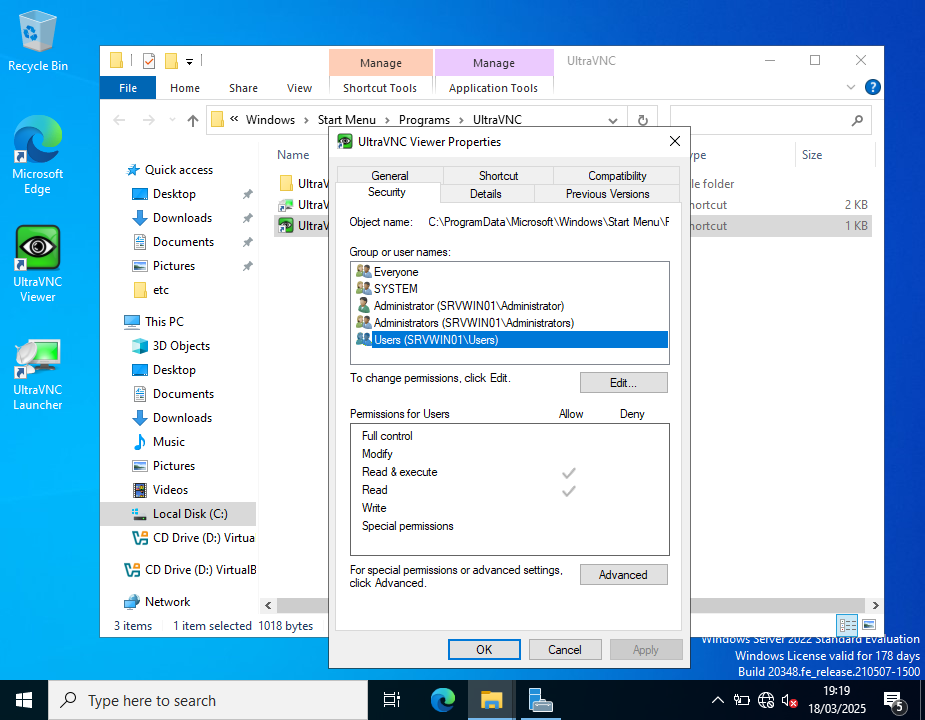 Recycle Bin
Microsoft
Edge
UltraVNC
Viewer
UltraVNC
Launcher
Manage
Manage
UltraVNC
File
Home
Share
View
Shortcut Tools
Application Tools
?
« Windows › Start Menu › Programs › UltraVNC
Name
Size
Quick access
Desktop
Downloads
Documents
Pictures
etc
This PC
3D Objects
Desktop
Documents
Downloads
Music
Pictures
Videos
Local Disk (C:)
CD Drive (D:) Virtua
CD Drive (D:) VirtualB
Network
2 KB
1 KB
3 items
1 item selected 1018 bytes
UltraVNC Viewer Properties
General
Shortcut
Compatibility
Security
Details
Previous Versions
Object name: C:\ProgramData\Microsoft\Windows\Start Menu\
Group or user names:
Everyone
SYSTEM
Administrator (SRVWIN01\Administrator)
Administrators (SRVWIN01\Administrators)
Users (SRVWIN01\Users)
To change permissions, click Edit.
Edit...
Permissions for Users
Allow
Deny
Full control
Modify
Read & execute
Read
Write
Special permissions
For special permissions or advanced settings,
click Advanced.
Advanced
OK
Cancel
Apply
Windows Server 2022 Standard Evaluation
Windows License valid for 178 days
Build 20348.fe_release.210507-1500
Type here to search
19:19
18/03/2025
5